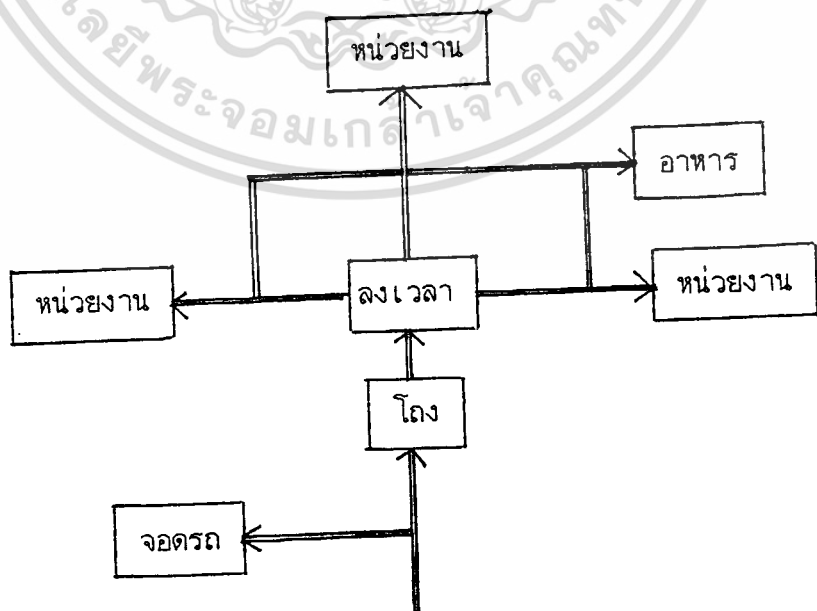 หน่วยงาน
อาหาร
หน่วยงาน
ลงเวลา
หน่วยงาน
โถง
จอดรถ